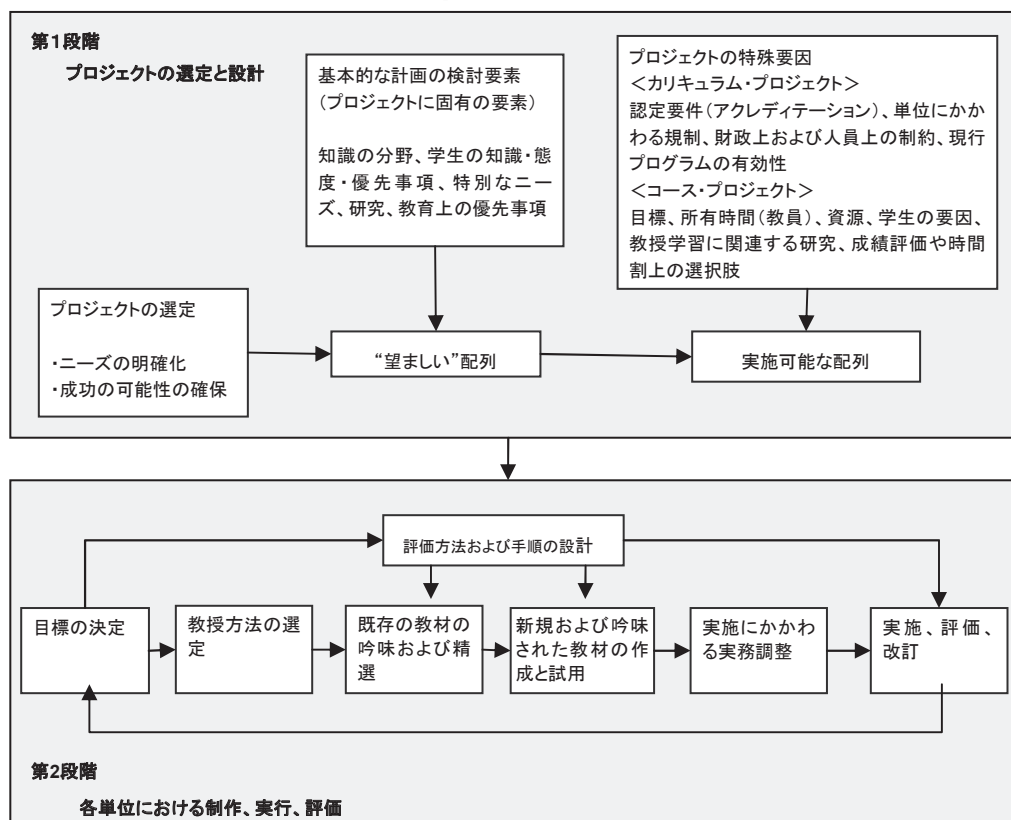 第1段階
プロジェクトの選定と設計
基本的な計画の検討要素
(プロジェクトに固有の要素)
知識の分野、学生の知識・態
度・優先事項、特別なニー
ズ、研究、教育上の優先事項
プロジェクトの特殊要因
<カリキュラム・プロジェクト>
認定要件(アクレディテーション)、単位にかか
わる規制、財政上および人員上の制約、現行
プログラムの有効性
<コース・プロジェクト>
目標、所有時間(教員)、資源、学生の要因、
教授学習に関連する研究、成績評価や時間
割上の選択肢
プロジェクトの選定
・ニーズの明確化
・成功の可能性の確保
“望ましい”配列
実施可能な配列
評価方法および手順の設計
目標の決定
教授方法の選
定
既存の教材の
吟味および精
選
新規および吟味
された教材の作
成と試用
実施にかかわ
る実務調整
実施、評価、
改訂
第2段階
各単位における制作、実行、評価